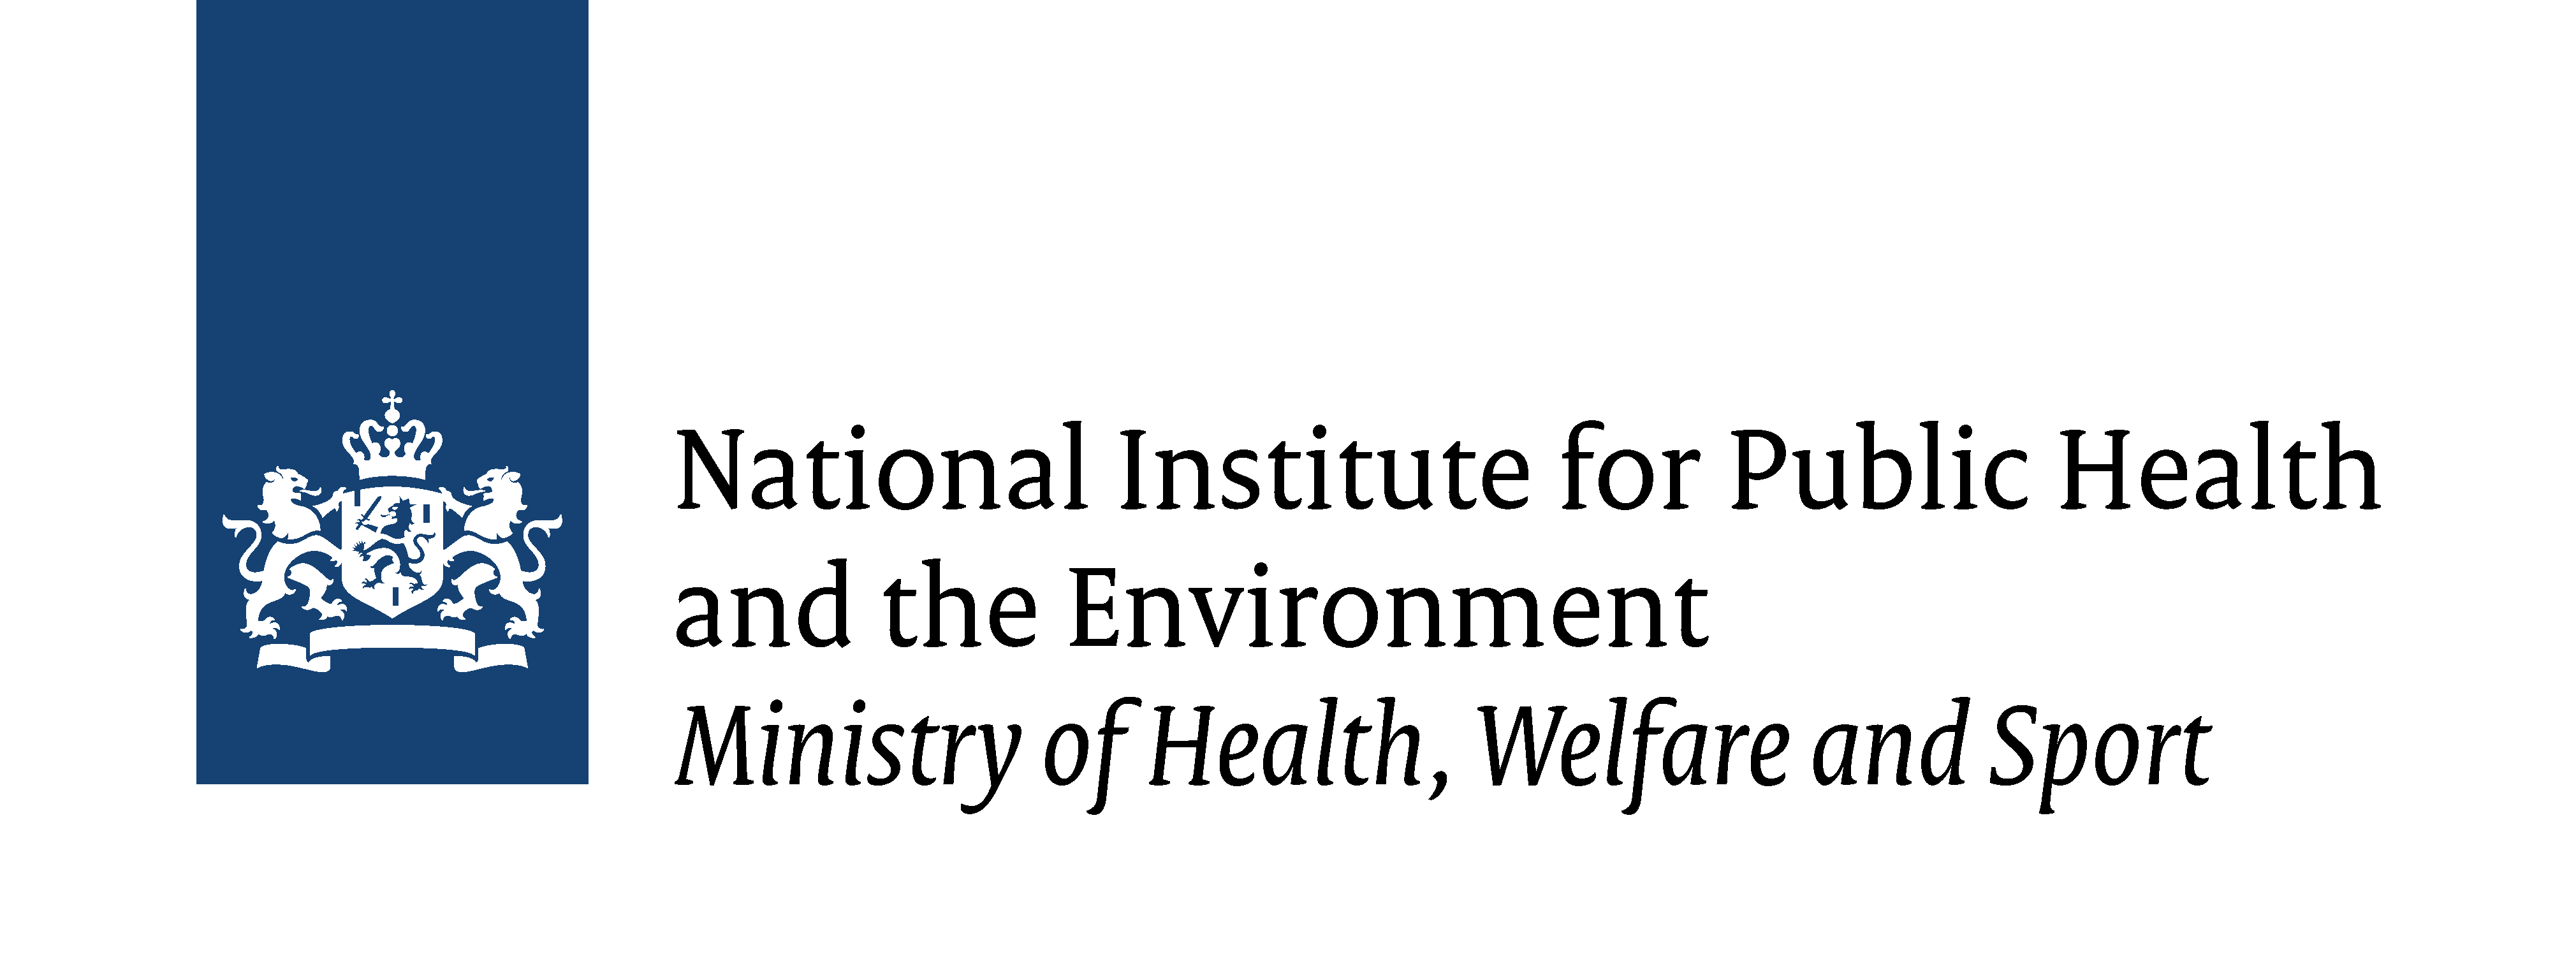 National Institute for Public Health
and the Environment
Ministry of Health, Welfare and Sport